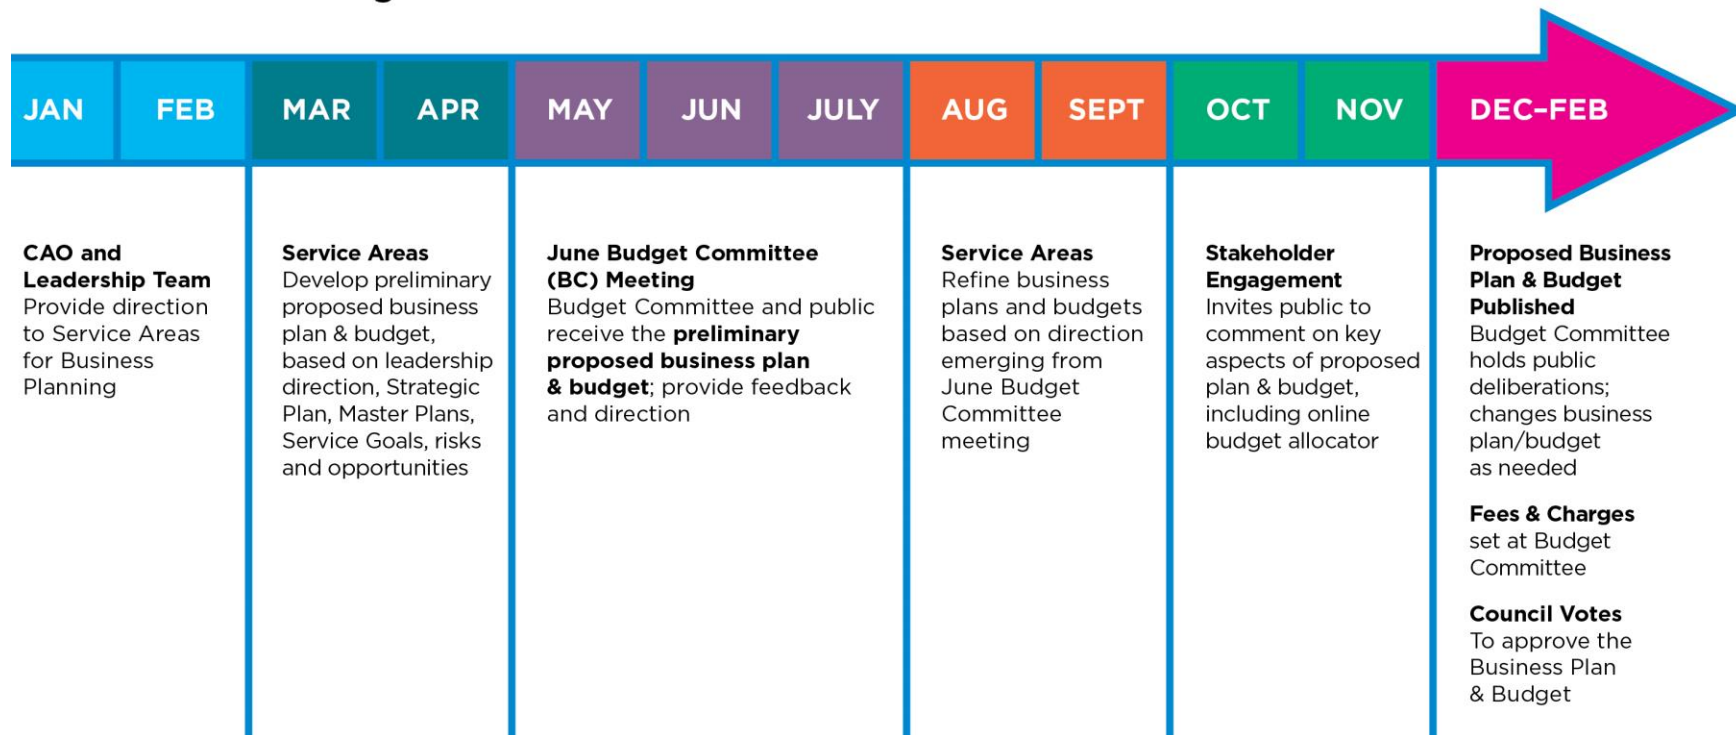 JAN
FEB
MAR
APR
MAY
JUN
JULY
AUG
SEPT
OCT
NOV
DEC–FEB
CAO and
Leadership Team
Provide direction
to Service Areas
for Business
Planning
Service Areas
Develop preliminary
proposed business
plan & budget,
based on leadership
direction, Strategic
Plan, Master Plans,
Service Goals, risks
and opportunities
June Budget Committee
(BC) Meeting
Budget Committee and public
receive the preliminary
proposed business plan
& budget; provide feedback
and direction
Service Areas
Refine business
plans and budgets
based on direction
emerging from
June Budget
Committee
meeting
Stakeholder
Engagement
Invites public to
comment on key
aspects of proposed
plan & budget,
including online
budget allocator
Proposed Business
Plan & Budget
Published
Budget Committee
holds public
deliberations;
changes business
plan/budget
as needed
Fees & Charges
set at Budget
Committee
Council Votes
To approve the
Business Plan
& Budget